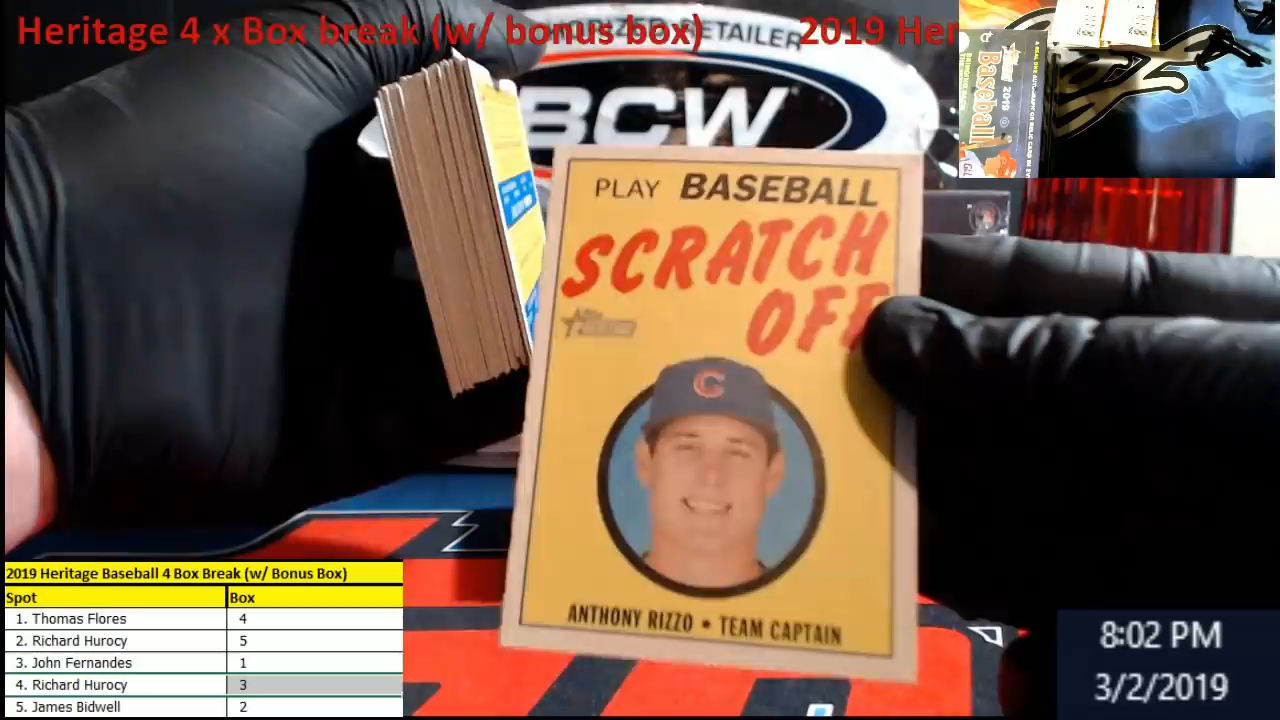 Heritage 4 x Box break (w/ bonus box)
2019 Her
RETAILER
BCW
2019
Baseball
PLAY BASEBALL
SCRATCH
OFF
ANTHONY RIZZO • TEAM CAPTAIN
2019 Heritage Baseball 4 Box Break (w/ Bonus Box)
Spot Box
1. Thomas Flores 4
2. Richard Hurocy 5
3. John Fernandes 1
4. Richard Hurocy 3
5. James Bidwell 2
8:02 PM
3/2/2019